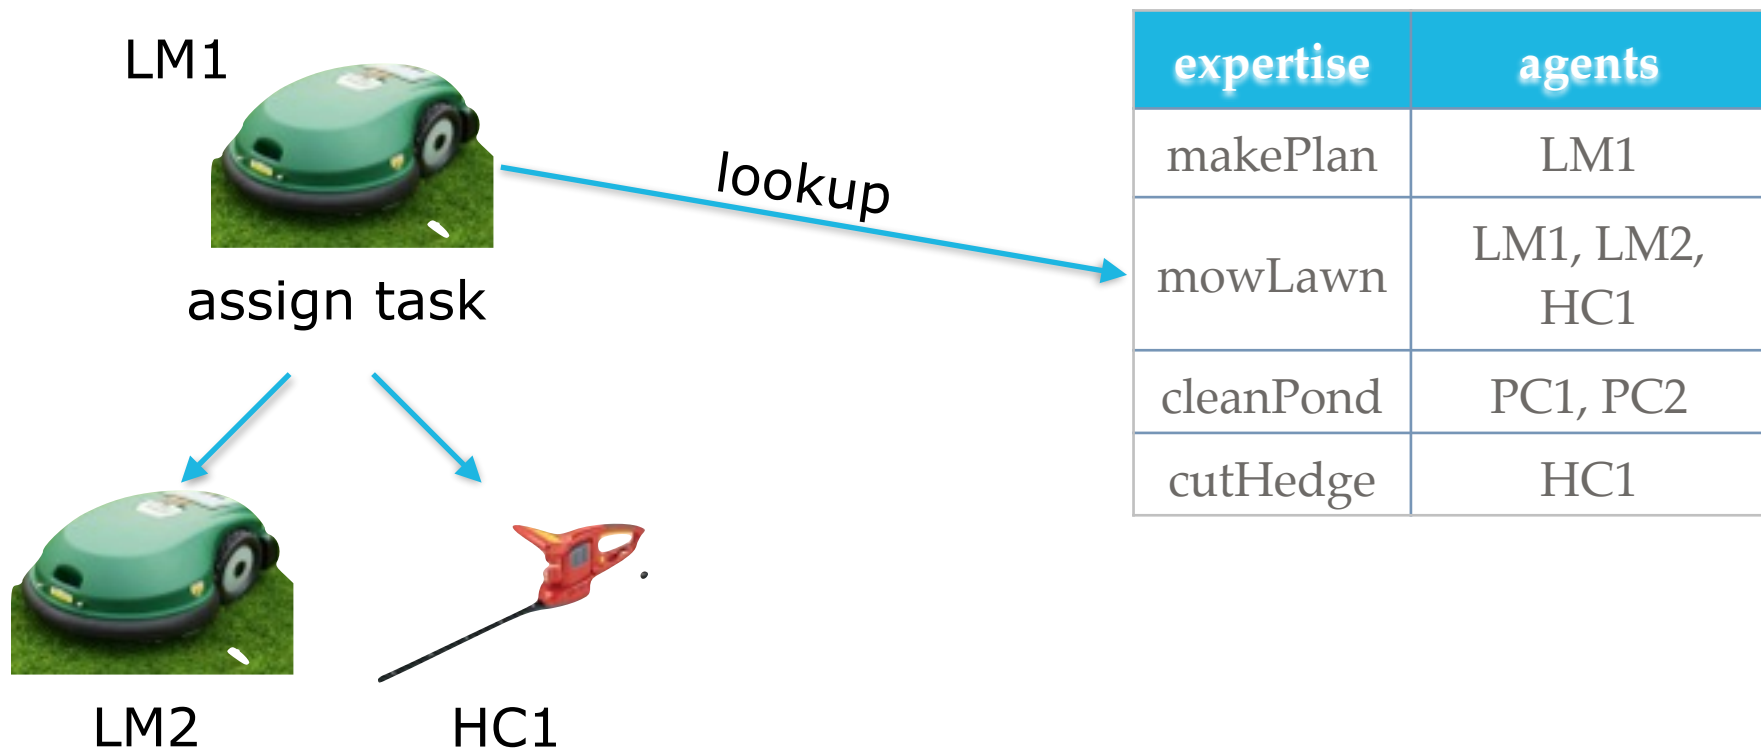 LM1
lookup
assign task
LM2
HC1
expertise agents
makePlan LM1
mowLawn LM1, LM2,
HC1
cleanPond PC1, PC2
cutHedge HC1